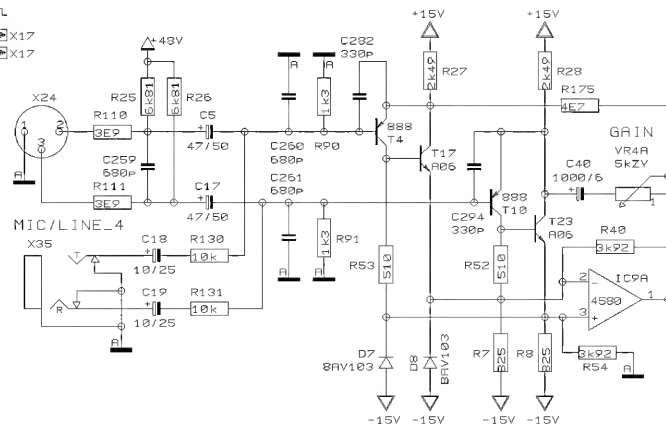 X17
X17
+48V
X24
R25
6k81
R26
6k81
C5
47/50
R110
3E9
1
2
3
A
C259
680p
R111
3E9
C17
47/50
MIC/LINE_4
X35
T
C18
10/25
R130
10k
R
C19
10/25
R131
10k
A
A
C260
680p
C261
680p
A
A
1k3
R90
C282
330p
1k3
R91
A
888
T4
+15V
2k49
R27
T17
A06
C294
330p
888
T10
+15V
2k49
R28
R175
4E7
GAIN
VR4A
5kZY
C40
1000/6
T23
A06
R40
3k92
R53
510
R52
510
IC9A
4580
2
3
1
D7
BAV103
D8
BAV103
R7
825
R8
825
3k92
R54
A
-15V
-15V
-15V
-15V